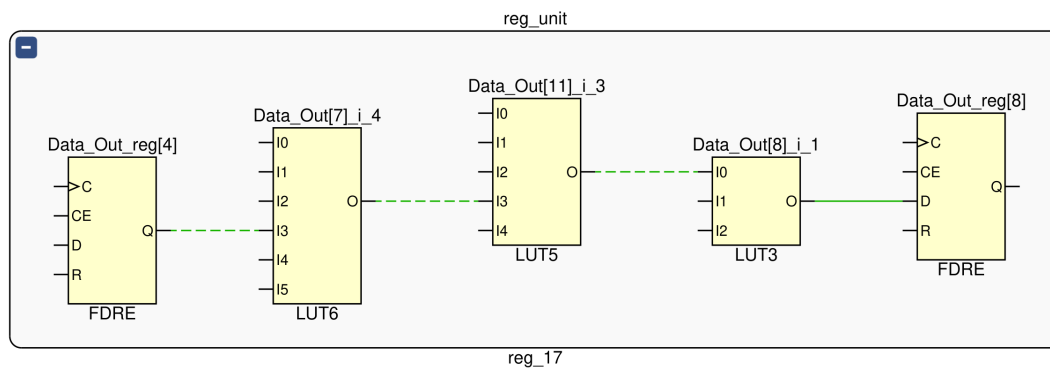 reg_unit
Data_Out_reg[4]
C
CE
D
R
Q
FDRE
Data_Out[7]_i_4
I0
I1
I2
I3
I4
I5
O
LUT6
Data_Out[11]_i_3
I0
I1
I2
I3
I4
O
LUT5
Data_Out[8]_i_1
I0
I1
I2
O
LUT3
Data_Out_reg[8]
C
CE
D
R
Q
FDRE
reg_17